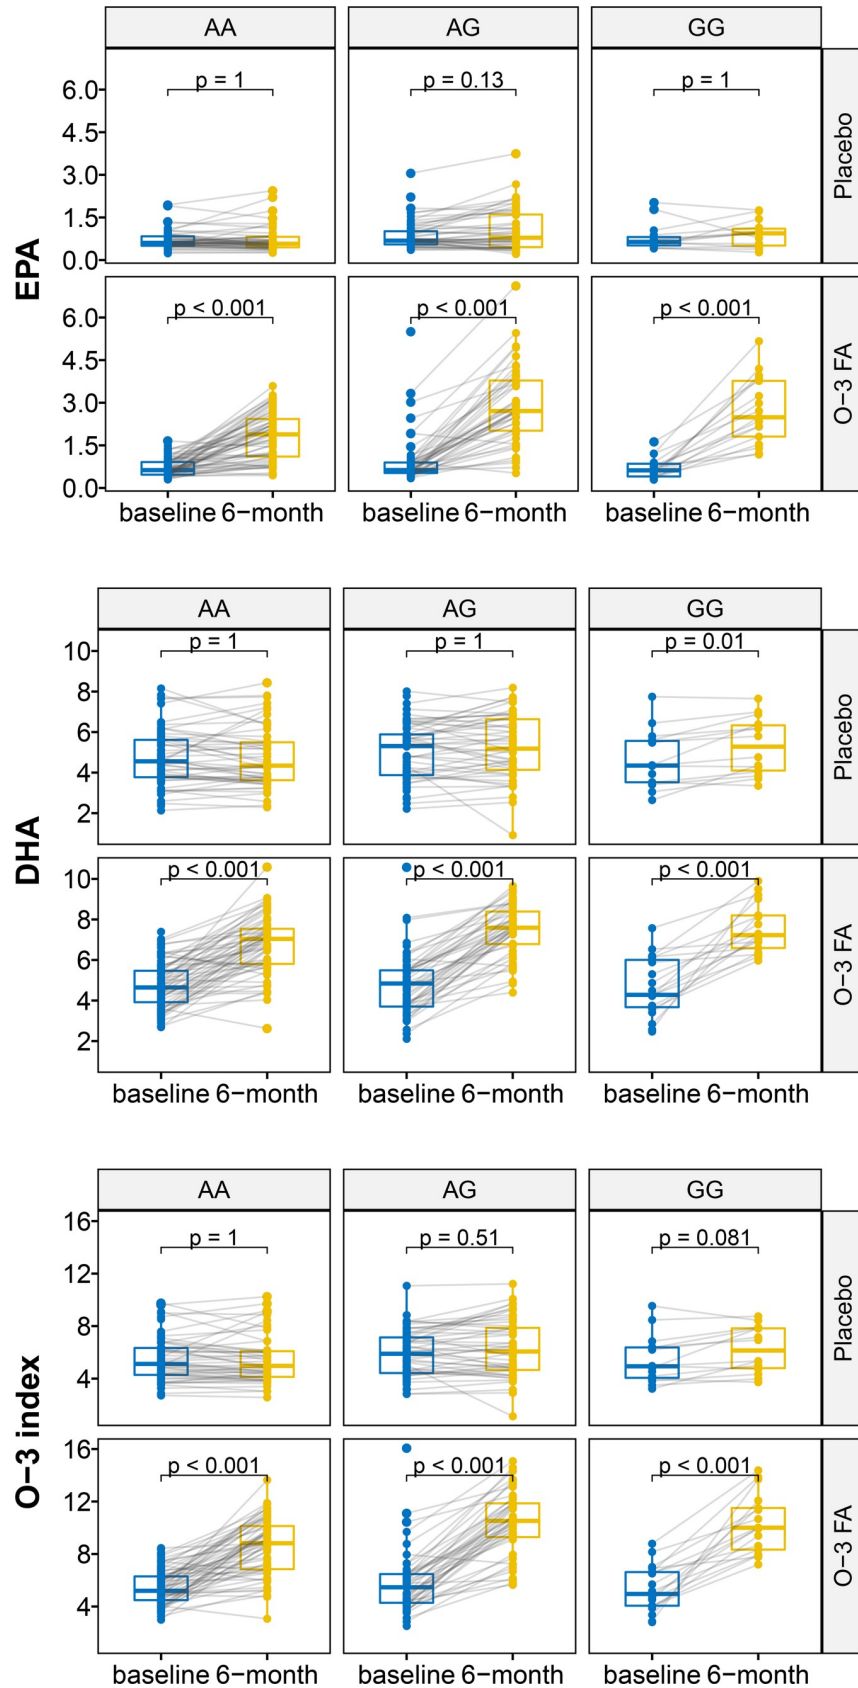 AA AG GG
EPA
6.0
4.5
3.0
1.5
0.0
p = 1 p = 0.13 p = 1
Placebo
6.0
4.5
3.0
1.5
0.0
p < 0.001 p < 0.001 p < 0.001
O−3 FA
baseline 6−month baseline 6−month baseline 6−month
AA AG GG
DHA
10
8
6
4
2
p = 1 p = 1 p = 0.01
Placebo
10
8
6
4
2
p < 0.001 p < 0.001 p < 0.001
O−3 FA
baseline 6−month baseline 6−month baseline 6−month
AA AG GG
O−3 index
16
12
8
4
p = 1 p = 0.51 p = 0.081
Placebo
16
12
8
4
p < 0.001 p < 0.001 p < 0.001
O−3 FA
baseline 6−month baseline 6−month baseline 6−month